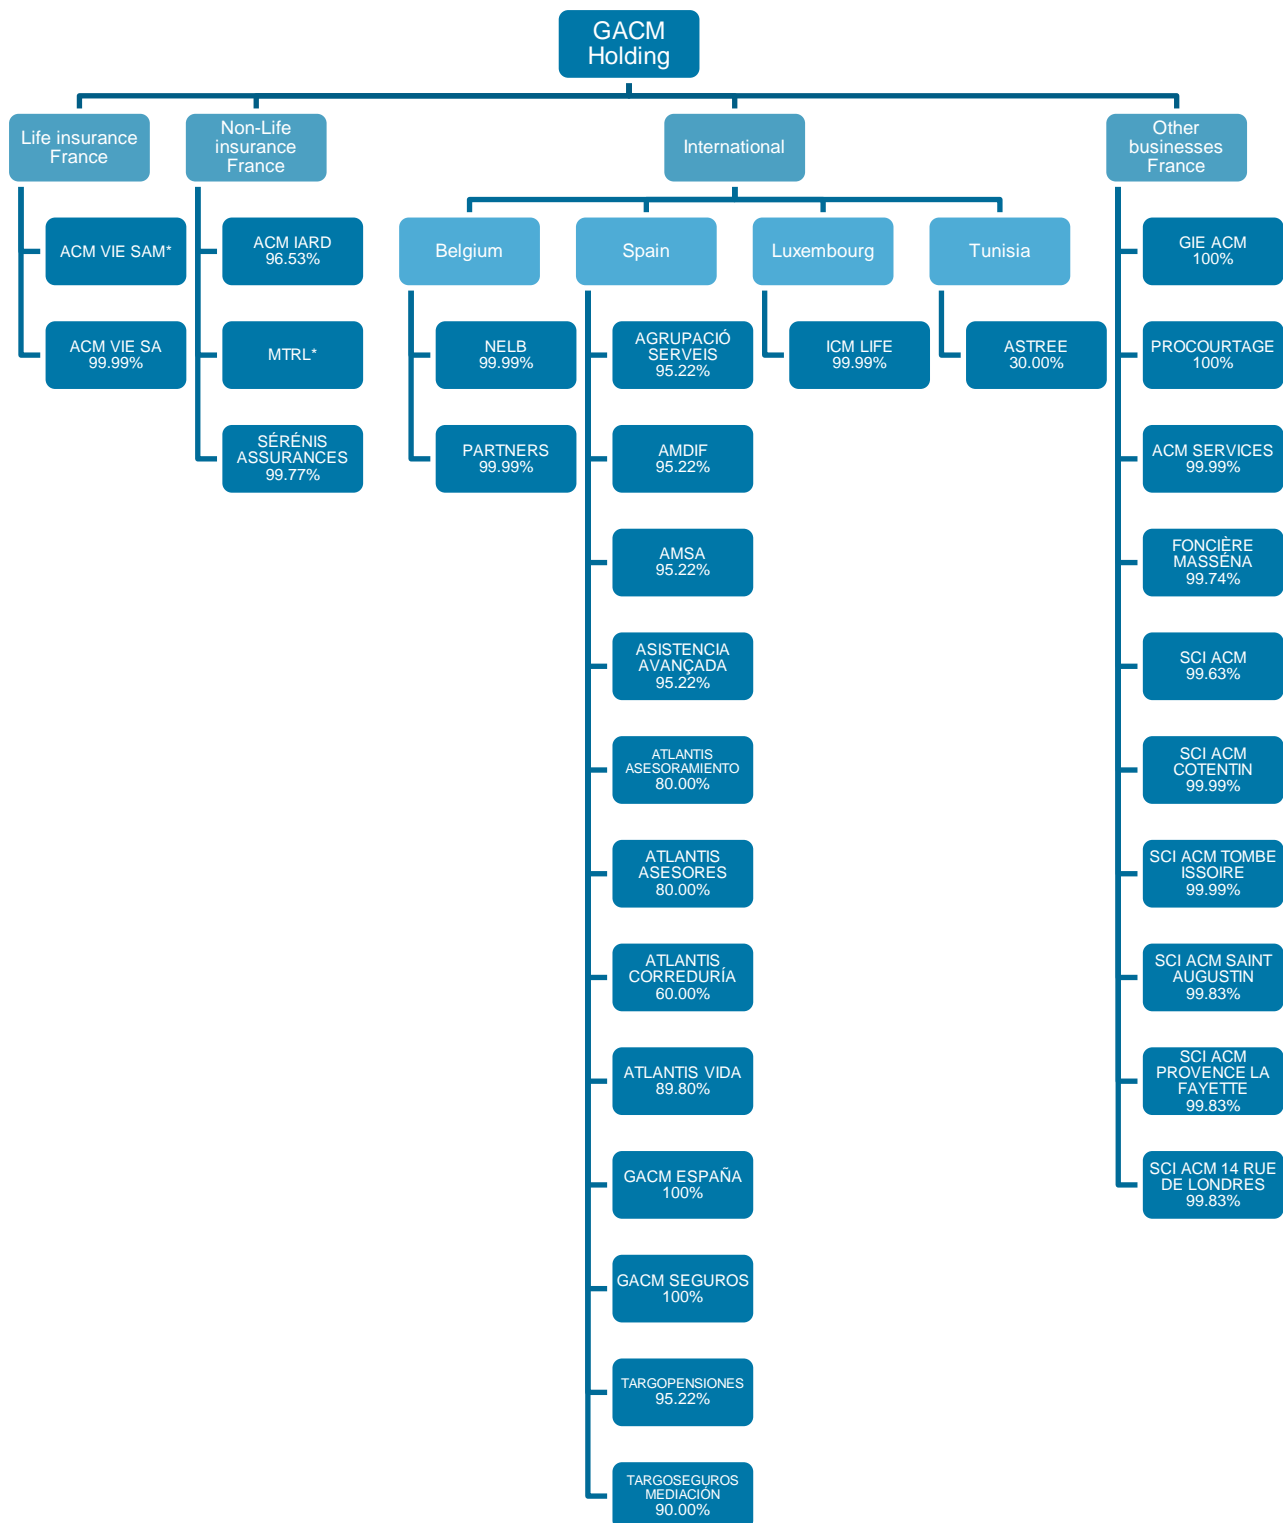 GACM
Holding
Life insurance
France
Non-Life
insurance
France
International
Other
businesses
France
ACM VIE SAM*
ACM VIE SA
99.99%
ACM IARD
96.53%
MTRL*
SÉRÉNIS
ASSURANCES
99.77%
Belgium
NELB
99.99%
PARTNERS
99.99%
Spain
AGRUPACIÓ
SERVEIS
95.22%
AMDIF
95.22%
AMSA
95.22%
ASISTENCIA
AVANÇADA
95.22%
ATLANTIS
ASESORAMIENTO
80.00%
ATLANTIS
ASESORES
80.00%
ATLANTIS
CORREDURÍA
60.00%
ATLANTIS VIDA
89.80%
GACM ESPAÑA
100%
GACM SEGUROS
100%
TARGOPENSIONES
95.22%
TARGOSEGUROS
MEDIACIÓN
90.00%
Luxembourg
ICM LIFE
99.99%
Tunisia
ASTREE
30.00%
GIE ACM
100%
PROCOURTAGE
100%
ACM SERVICES
99.99%
FONCIÈRE
MASSÉNA
99.74%
SCI ACM
99.63%
SCI ACM
COTENTIN
99.99%
SCI ACM TOMBE
ISSOIRE
99.99%
SCI ACM SAINT
AUGUSTIN
99.83%
SCI ACM
PROVENCE LA
FAYETTE
99.83%
SCI ACM 14 RUE
DE LONDRES
99.83%